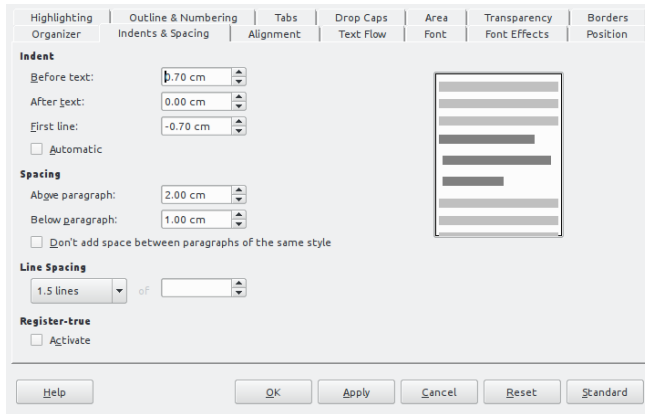 Highlighting Outline & Numbering Tabs Drop Caps Area Transparency Borders
Organizer Indents & Spacing Alignment Text Flow Font Font Effects Position
Indent
Before text: 0.70 cm
After text: 0.00 cm
First line: -0.70 cm
Automatic
Spacing
Above paragraph: 2.00 cm
Below paragraph: 1.00 cm
Don't add space between paragraphs of the same style
Line Spacing
1.5 lines of
Register-true
Activate
Help OK Apply Cancel Reset Standard